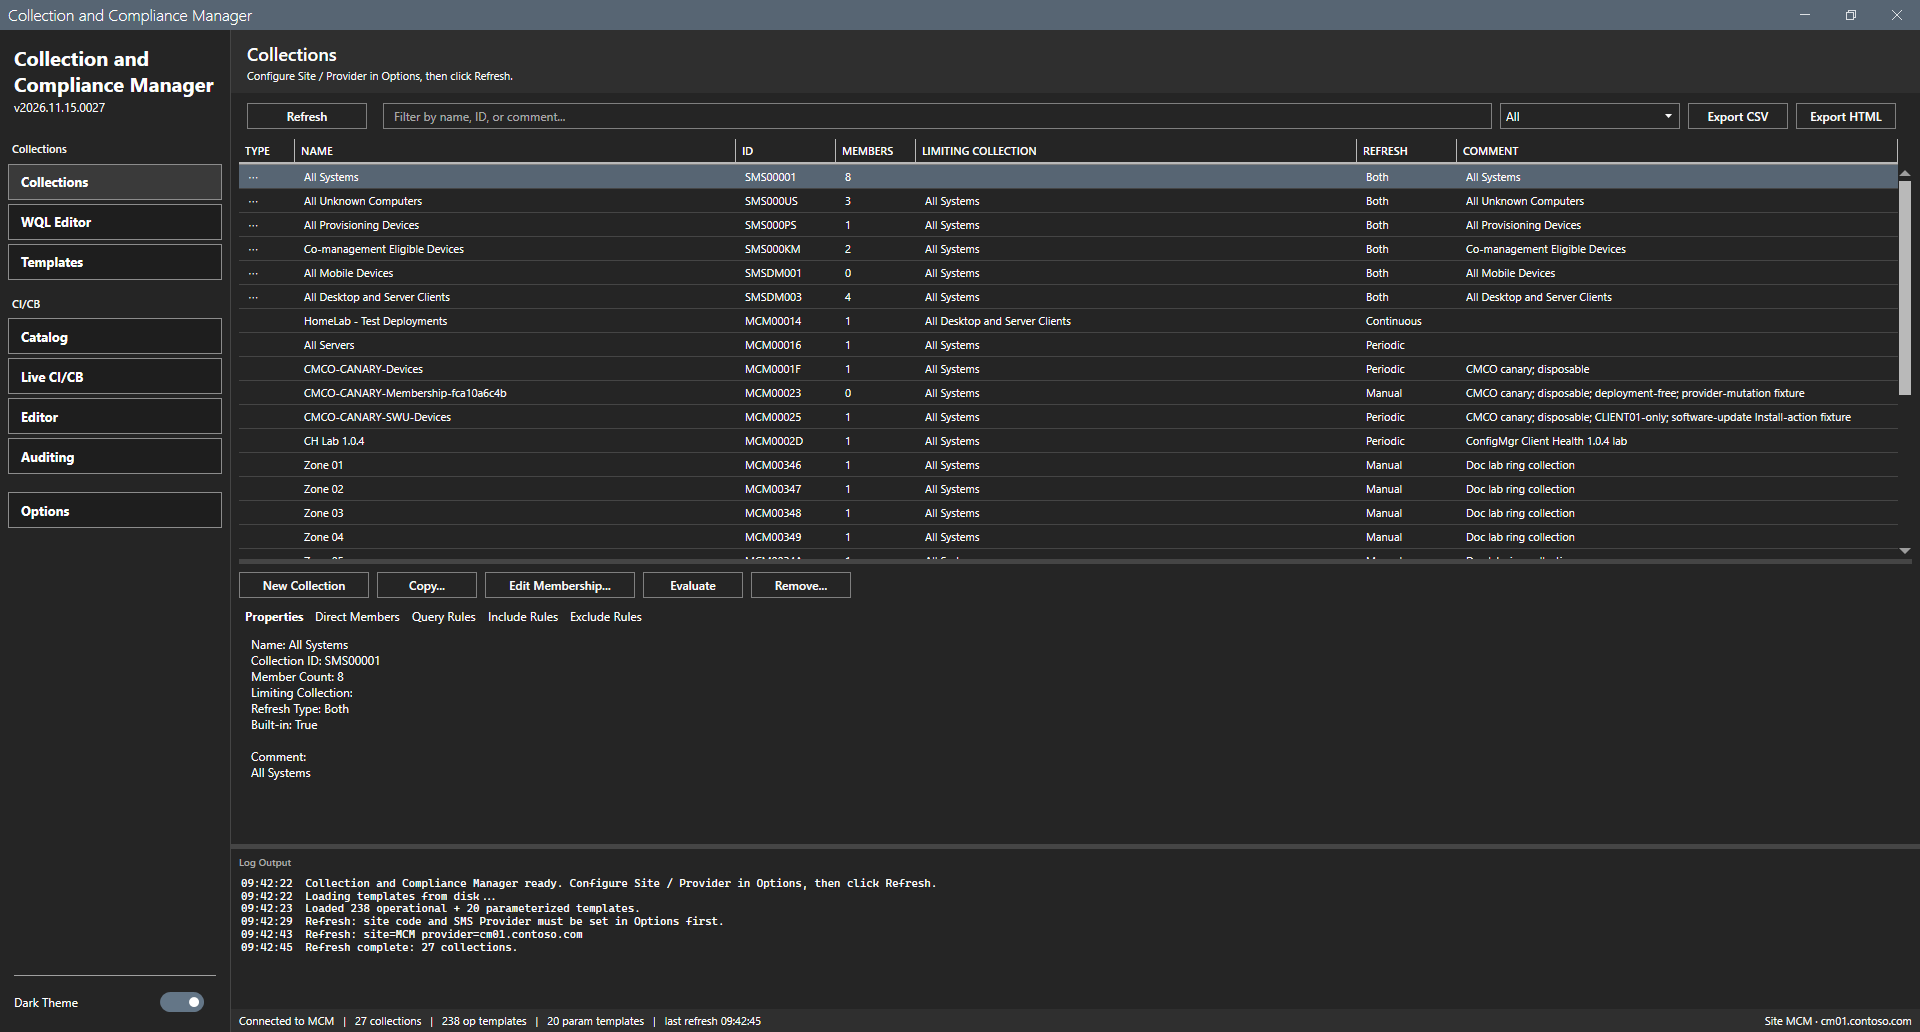 Collection and Compliance Manager
Collection and
Compliance Manager
v2026.11.15.0027
Collections
Collections
WQL Editor
Templates
CI/CB
Catalog
Live CI/CB
Editor
Auditing
Options
Dark Theme
Collections
Configure Site / Provider in Options, then click Refresh.
Refresh
Filter by name, ID, or comment...
All
Export CSV
Export HTML
TYPE NAME ID MEMBERS LIMITING COLLECTION REFRESH COMMENT
... All Systems SMS00001 8 Both All Systems
... All Unknown Computers SMS000US 3 All Systems Both All Unknown Computers
... All Provisioning Devices SMS000PS 1 All Systems Both All Provisioning Devices
... Co-management Eligible Devices SMS000KM 2 All Systems Both Co-management Eligible Devices
... All Mobile Devices SMSDM001 0 All Systems Both All Mobile Devices
... All Desktop and Server Clients SMSDM003 4 All Systems Both All Desktop and Server Clients
HomeLab - Test Deployments MCM00014 1 All Desktop and Server Clients Continuous
All Servers MCM00016 1 All Systems Periodic
CMCO-CANARY-Devices MCM0001F 1 All Systems Periodic CMCO canary; disposable
CMCO-CANARY-Membership-fca10a6c4b MCM00023 0 All Systems Manual CMCO canary; disposable; deployment-free; provider-mutation fixture
CMCO-CANARY-SWU-Devices MCM00025 1 All Systems Periodic CMCO canary; disposable; CLIENT01-only; software-update Install-action fixture
CH Lab 1.0.4 MCM0002D 1 All Systems Periodic ConfigMgr Client Health 1.0.4 lab
Zone 01 MCM00346 1 All Systems Manual Doc lab ring collection
Zone 02 MCM00347 1 All Systems Manual Doc lab ring collection
Zone 03 MCM00348 1 All Systems Manual Doc lab ring collection
Zone 04 MCM00349 1 All Systems Manual Doc lab ring collection
New Collection
Copy...
Edit Membership...
Evaluate
Remove...
Properties Direct Members Query Rules Include Rules Exclude Rules
Name: All Systems
Collection ID: SMS00001
Member Count: 8
Limiting Collection:
Refresh Type: Both
Built-in: True
Comment:
All Systems
Log Output
09:42:22 Collection and Compliance Manager ready. Configure Site / Provider in Options, then click Refresh.
09:42:22 Loading templates from disk...
09:42:23 Loaded 238 operational + 20 parameterized templates.
09:42:29 Refresh: site code and SMS Provider must be set in Options first.
09:42:43 Refresh: site=MCM provider=cm01.contoso.com
09:42:45 Refresh complete: 27 collections.
Connected to MCM | 27 collections | 238 op templates | 20 param templates | last refresh 09:42:45
Site MCM · cm01.contoso.com